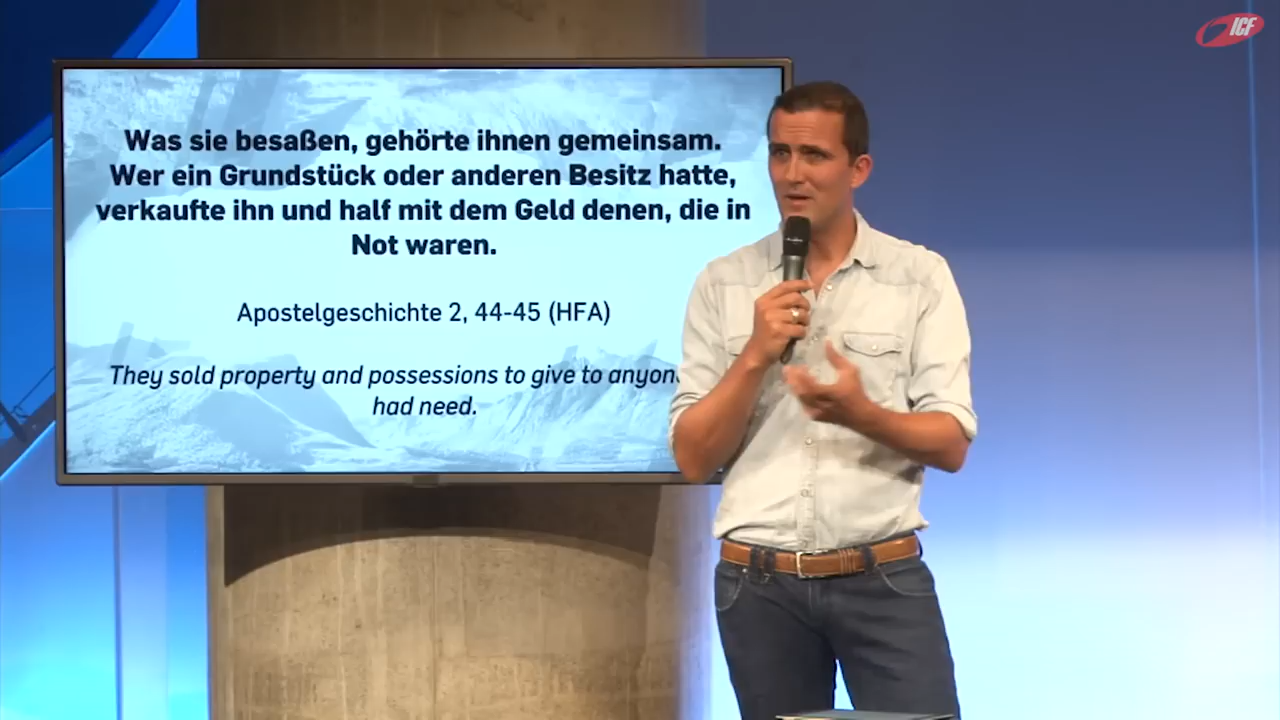 ICF
Was sie besaßen, gehörte ihnen gemeinsam.
Wer ein Grundstück oder anderen Besitz hatte,
verkaufte ihn und half mit dem Geld denen, die in
Not waren.
Apostelgeschichte 2, 44-45 (HFA)
They sold property and possessions to give to anyon
had need.